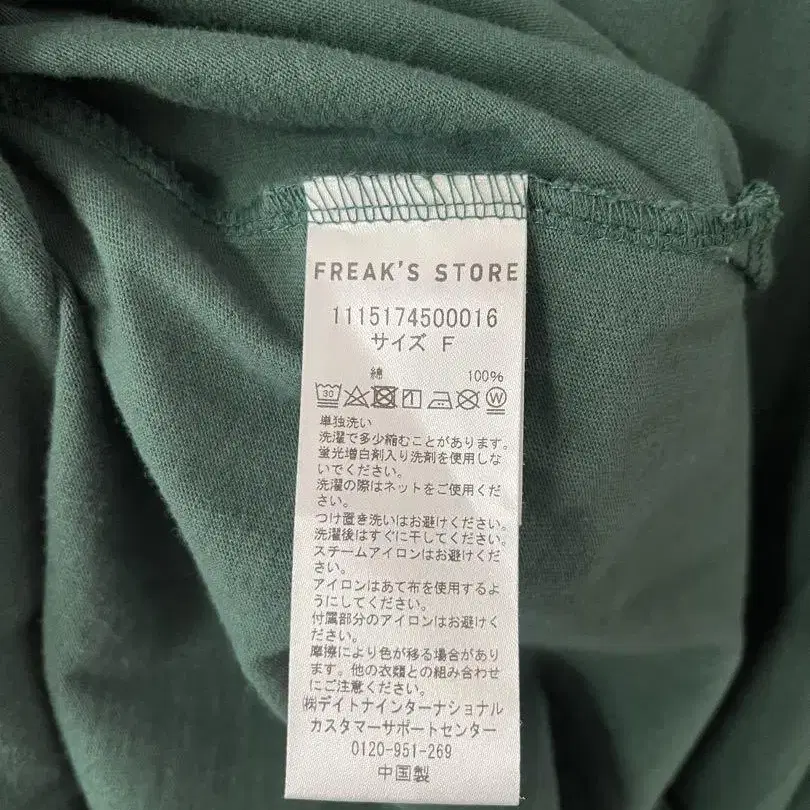 FREAK'S STORE
1115174500016
サイズ F
綿 100%
30 W
単独洗い
洗濯で多少縮むことがあります。
蛍光増白剤入り洗剤を使用しな
いでください。
洗濯の際はネットをご使用くだ
さい。
つけ置き洗いはお避けください。
洗濯後はすぐに干してください。
スチームアイロンはお避けくだ
さい。
アイロンはあて布を使用するよ
うにしてください。
付属部分のアイロンはお避けく
ださい。
摩擦により色が移る場合があり
ます。他の衣類との組み合わせ
にご注意ください。
㈱デイトナインターナショナル
カスタマーサポートセンター
0120-951-269
中国製